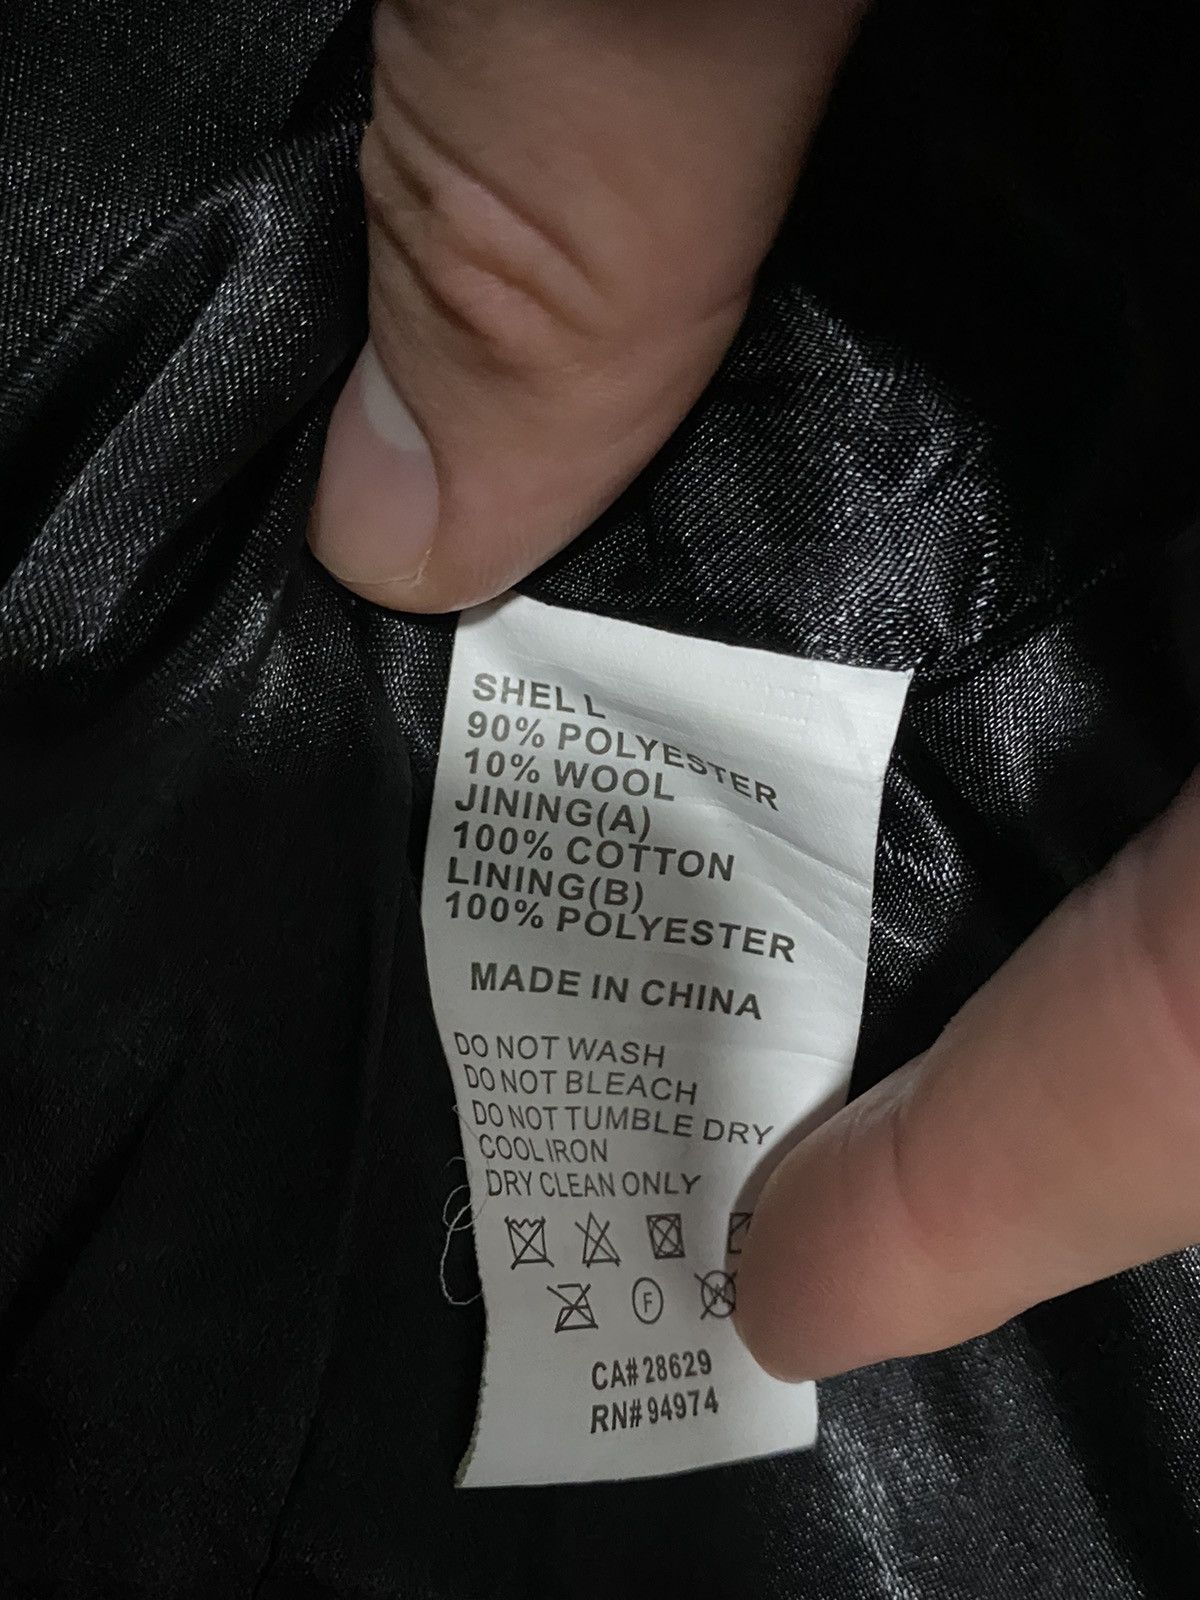 SHELL
90% POLYESTER
10% WOOL
JINING(A)
100% COTTON
LINING(B)
100% POLYESTER
MADE IN CHINA
DO NOT WASH
DO NOT BLEACH
DO NOT TUMBLE DRY
COOL IRON
DRY CLEAN ONLY
F
W
CA# 28629
RN# 94974